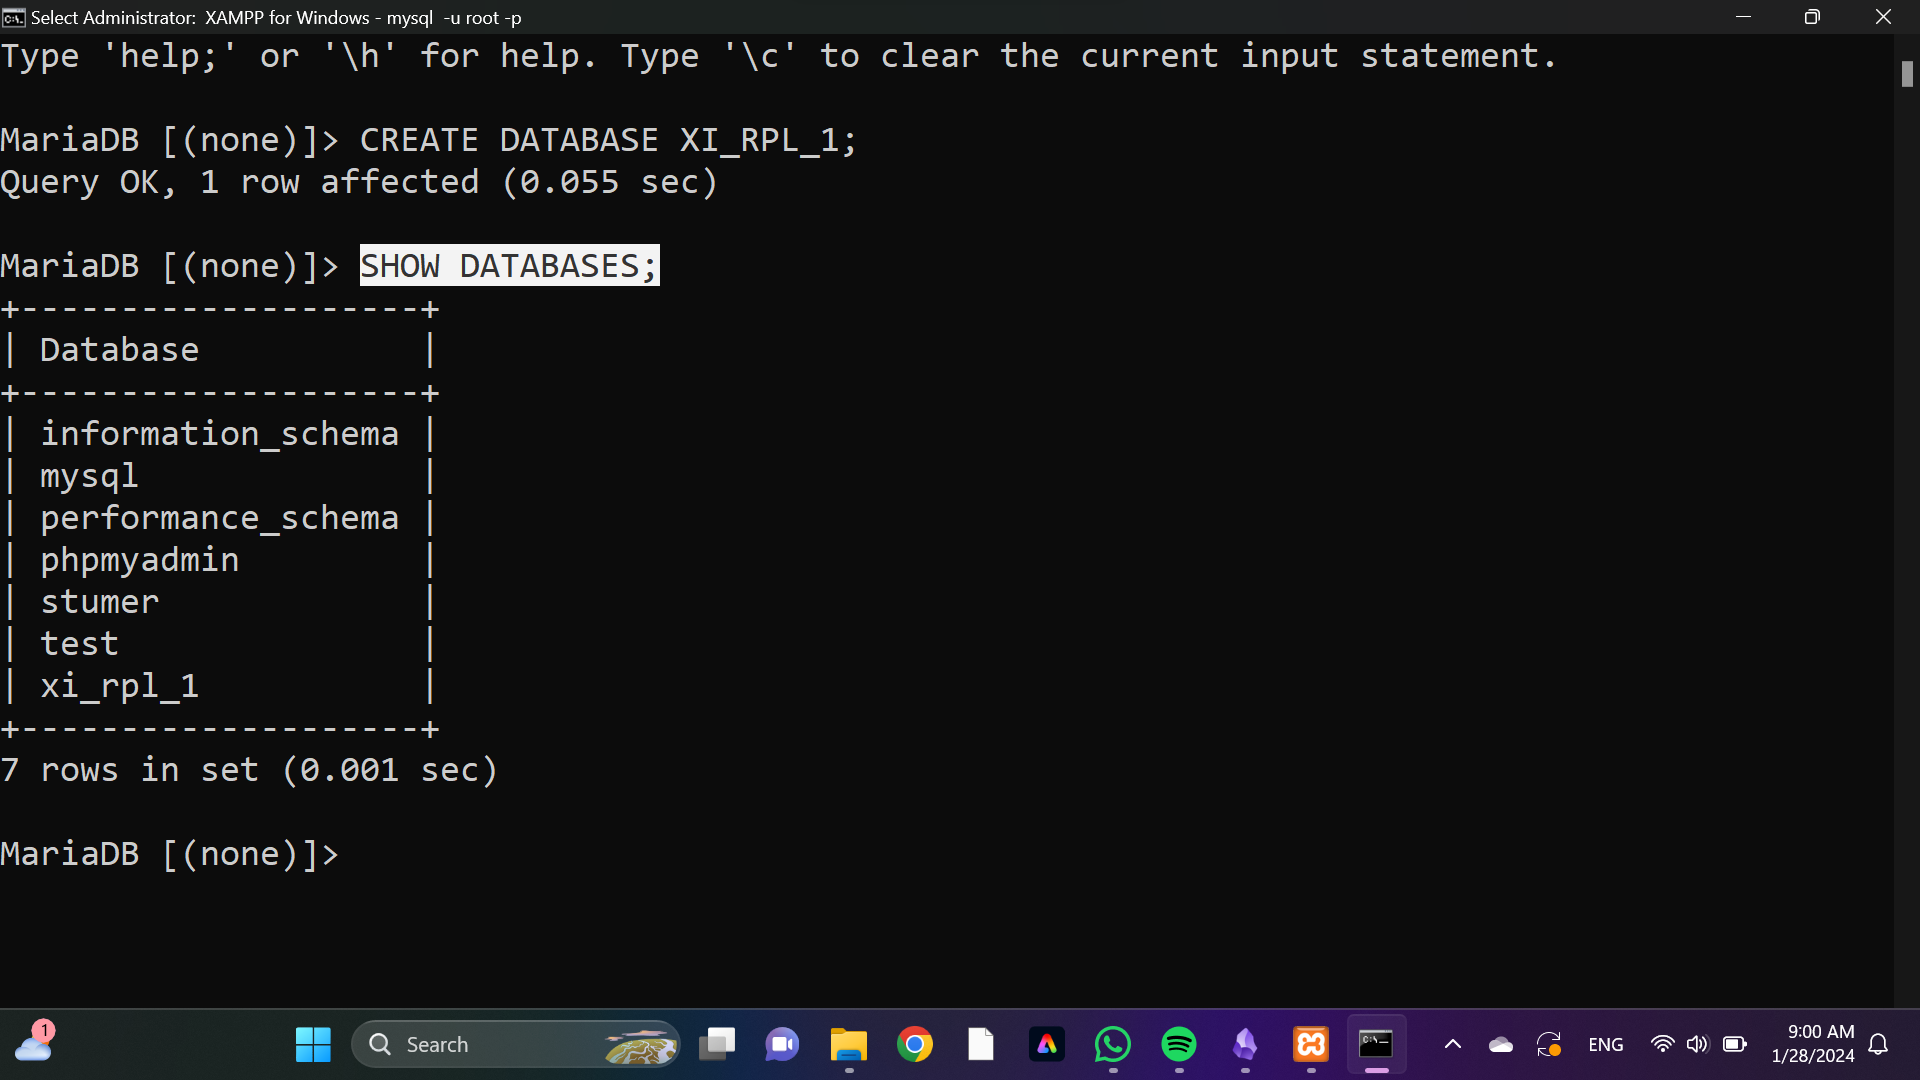 Select Administrator:  XAMPP for Windows - mysql  -u root -p
Type 'help;' or '\h' for help. Type '\c' to clear the current input statement.
MariaDB [(none)]> CREATE DATABASE XI_RPL_1;
Query OK, 1 row affected (0.055 sec)
MariaDB [(none)]> SHOW DATABASES;
+--------------------+
| Database           |
+--------------------+
| information_schema |
| mysql              |
| performance_schema |
| phpmyadmin         |
| stumer             |
| test               |
| xi_rpl_1           |
+--------------------+
7 rows in set (0.001 sec)
MariaDB [(none)]>
1
Search
ENG
9:00 AM
1/28/2024